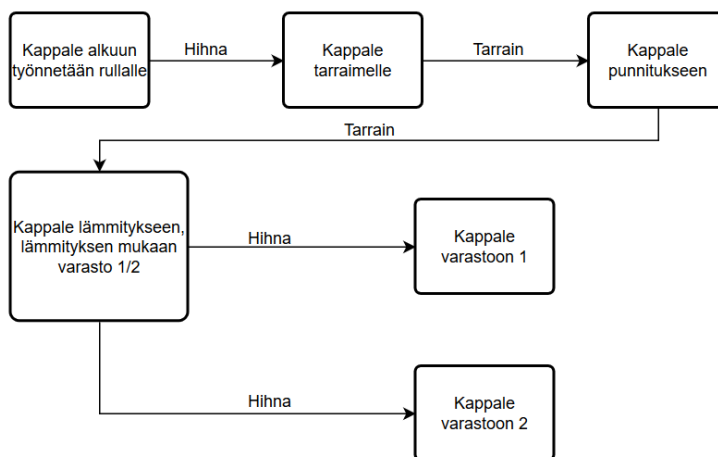 Kappale alkuun
työnnetään rullalle
Hihna
Kappale
tarraimelle
Tarrain
Kappale
punnitukseen
Tarrain
Kappale lämmitykseen,
lämmityksen mukaan
varasto 1/2
Hihna
Kappale
varastoon 1
Hihna
Kappale
varastoon 2